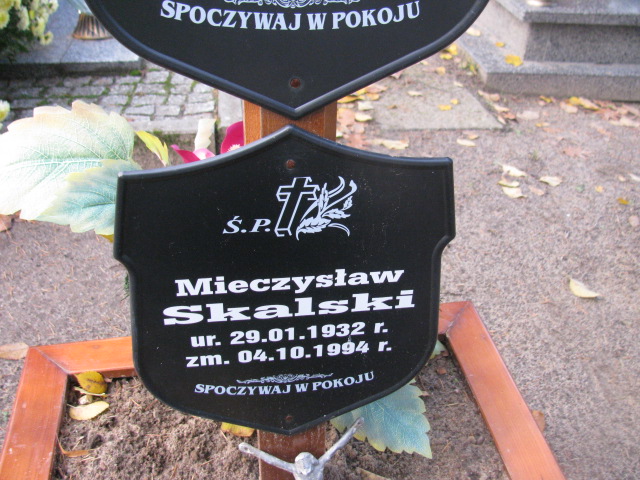 SPOCZYWAJ W POKOJU
Ś.P.
Mieczysław
Skalski
ur. 29.01.1932 r.
zm. 04.10.1994 r.
SPOCZYWAJ W POKOJU